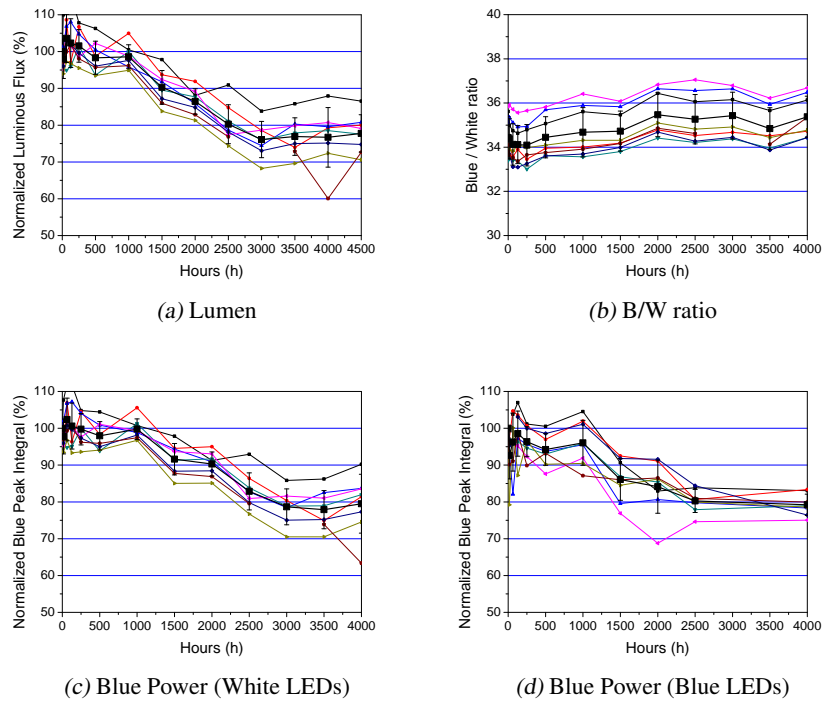 110
100
90
80
70
60
50
0 500 1000 1500 2000 2500 3000 3500 4000 4500
Normalized Luminous Flux (%)
Hours (h)
(a) Lumen
40
38
36
34
32
30
0 500 1000 1500 2000 2500 3000 3500 4000
Blue / White ratio
Hours (h)
(b) B/W ratio
110
100
90
80
70
60
50
0 500 1000 1500 2000 2500 3000 3500 4000
Normalized Blue Peak Integral (%)
Hours (h)
(c) Blue Power (White LEDs)
110
100
90
80
70
60
50
0 500 1000 1500 2000 2500 3000 3500 4000
Normalized Blue Peak Integral (%)
Hours (h)
(d) Blue Power (Blue LEDs)